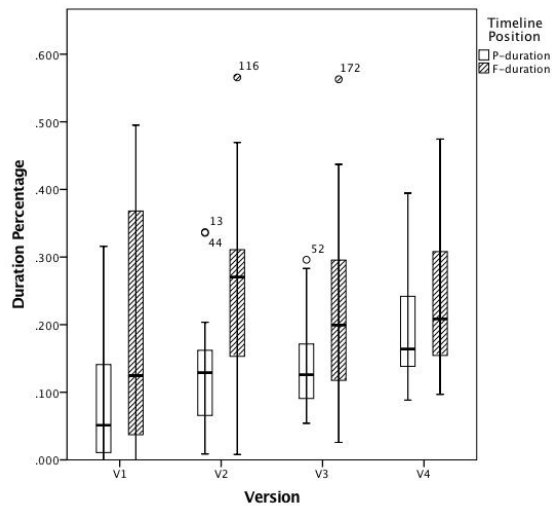 Timeline
Position
P-duration
F-duration
Duration Percentage
.600
.500
.400
.300
.200
.100
.000
116
172
13
44
52
V1
V2
V3
V4
Version